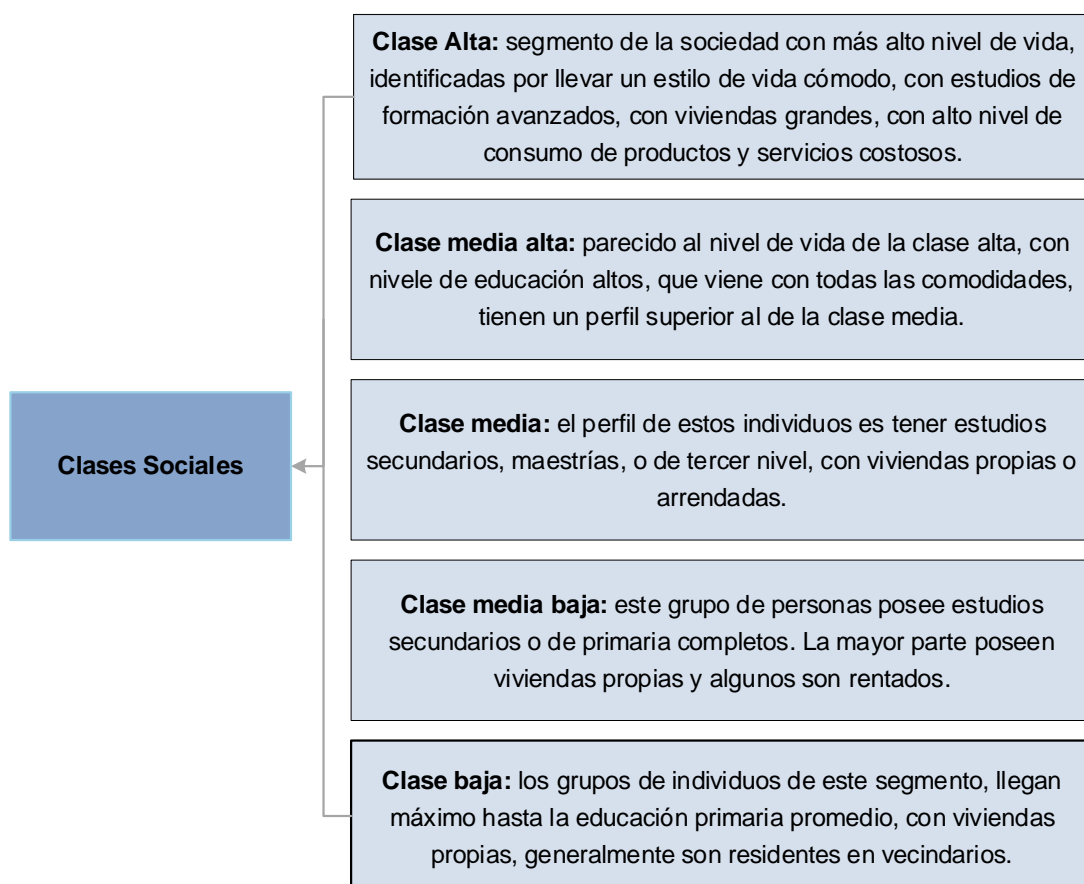 Clase Alta: segmento de la sociedad con más alto nivel de vida,
identificadas por llevar un estilo de vida cómodo, con estudios de
formación avanzados, con viviendas grandes, con alto nivel de
consumo de productos y servicios costosos.
Clase media alta: parecido al nivel de vida de la clase alta, con
nivele de educación altos, que viene con todas las comodidades,
tienen un perfil superior al de la clase media.
Clases Sociales
Clase media: el perfil de estos individuos es tener estudios
secundarios, maestrías, o de tercer nivel, con viviendas propias o
arrendadas.
Clase media baja: este grupo de personas posee estudios
secundarios o de primaria completos. La mayor parte poseen
viviendas propias y algunos son rentados.
Clase baja: los grupos de individuos de este segmento, llegan
máximo hasta la educación primaria promedio, con viviendas
propias, generalmente son residentes en vecindarios.